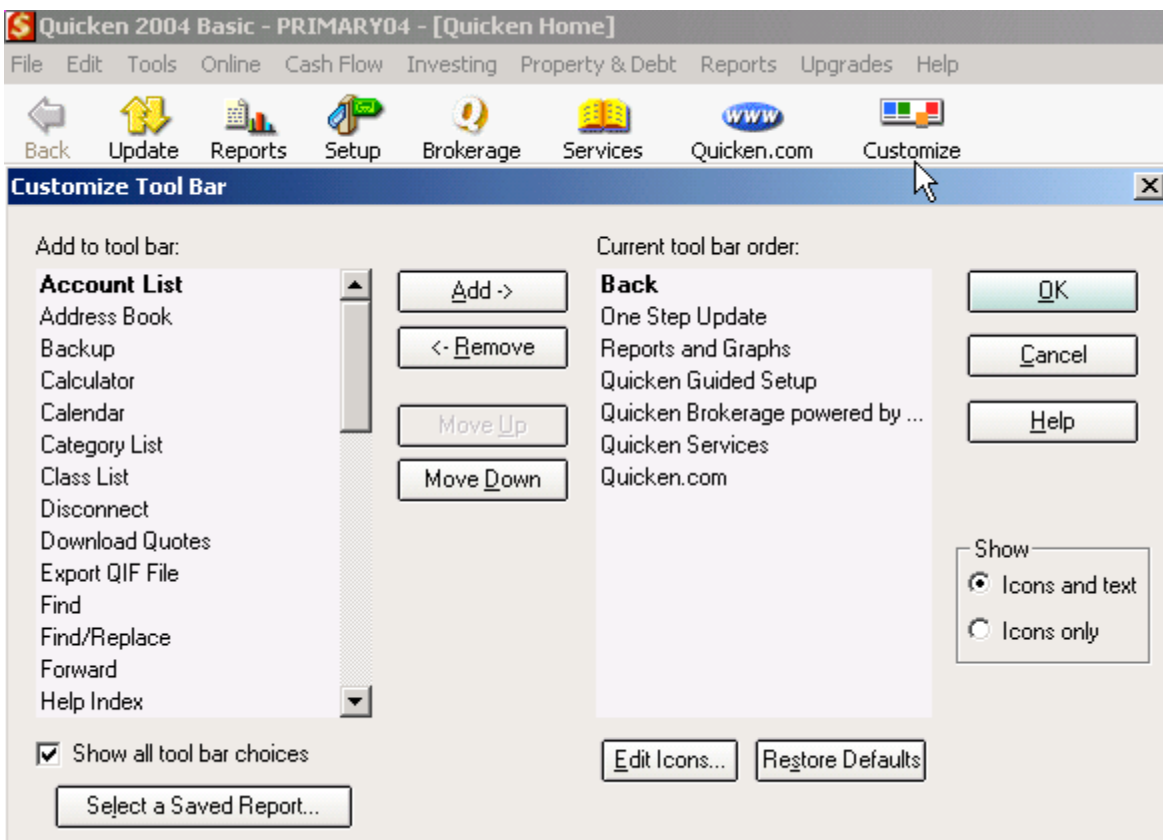 Quicken 2004 Basic - PRIMARY04 - [Quicken Home]
File Edit Tools Online Cash Flow Investing Property & Debt Reports Upgrades Help
WWW
Back Update Reports Setup Brokerage Services Quicken.com Customize
Customize Tool Bar
Add to tool bar:
Account List
Address Book
Backup
Calculator
Calendar
Category List
Class List
Disconnect
Download Quotes
Export QIF File
Find
Find/Replace
Forward
Help Index
Show all tool bar choices
Select a Saved Report...
Add ->
<- Remove
Move Up
Move Down
Current tool bar order:
Back
One Step Update
Reports and Graphs
Quicken Guided Setup
Quicken Brokerage powered by ...
Quicken Services
Quicken.com
Edit Icons... Restore Defaults
OK
Cancel
Help
Show
Icons and text
Icons only